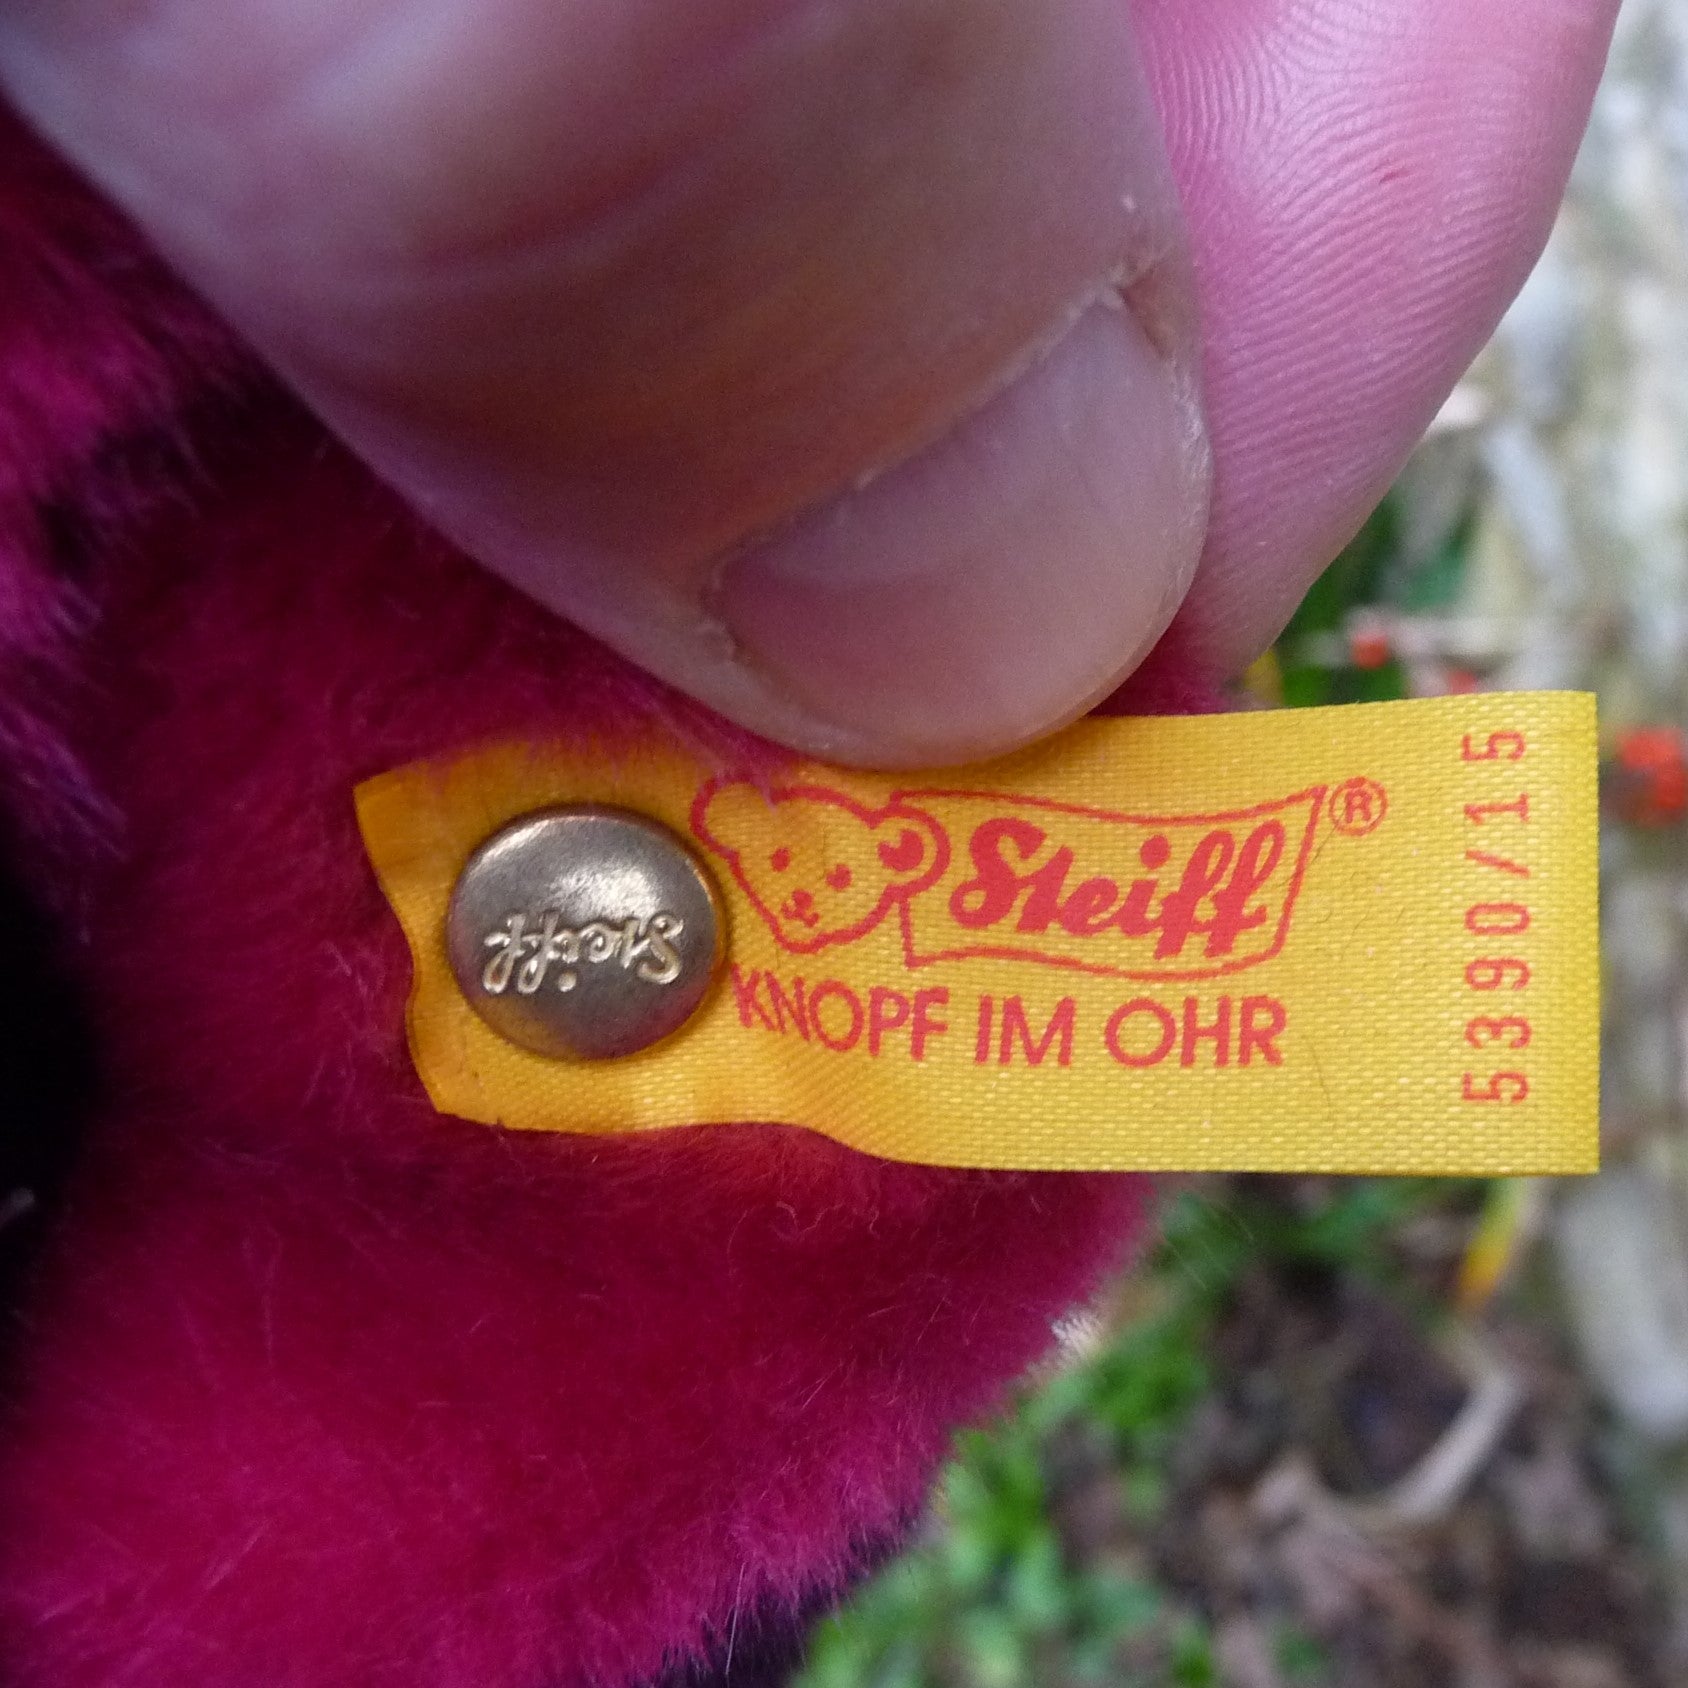 Steiff
Steiff ®
KNOPF IM OHR
5390/15